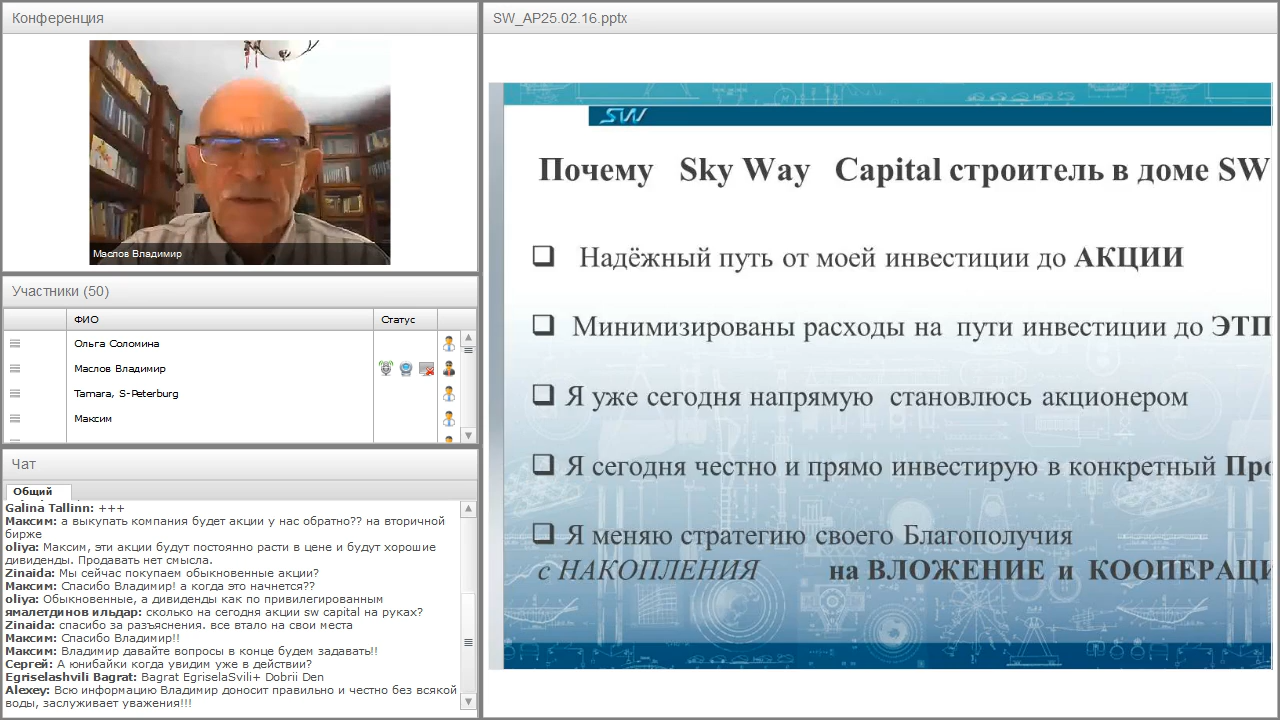 Конференция
Маслов Владимир
Участники (50)
ФИО
Статус
Ольга Соломина
Маслов Владимир
Tamara, S-Peterburg
Максим
Чат
Общий
Galina Tallinn: +++
Максим: а выкупать компания будет акции у нас обратно?? на вторичной
бирже
oliya: Максим, эти акции будут постоянно расти в цене и будут хорошие
дивиденды. Продавать нет смысла.
Zinaida: Мы сейчас покупаем обыкновенные акции?
Максим: Спасибо Владимир! а когда это начнется??
oliya: Обыкновенные, а дивиденды как по привилегированным
ямалетдинов ильдар: сколько на сегодня акции sw capital на руках?
Zinaida: спасибо за разъяснения. все втало на свои места
Максим: Спасибо Владимир!!
Максим: Владимир давайте вопросы в конце будем задавать!!
Сергей: А юнибайки когда увидим уже в действии?
Egriselashvili Bagrat: Bagrat EgriselaSvili+ Dobrii Den
Alexey: Всю информацию Владимир доносит правильно и честно без всякой
воды, заслуживает уважения!!!
SW_AP25.02.16.pptx
SW
Почему Sky Way Capital строитель в доме SW
Надёжный путь от моей инвестиции до АКЦИИ
Минимизированы расходы на пути инвестиции до ЭТП
Я уже сегодня напрямую становлюсь акционером
Я сегодня честно и прямо инвестирую в конкретный Про
Я меняю стратегию своего Благополучия
с НАКОПЛЕНИЯ на ВЛОЖЕНИЕ и КООПЕРАЦИ